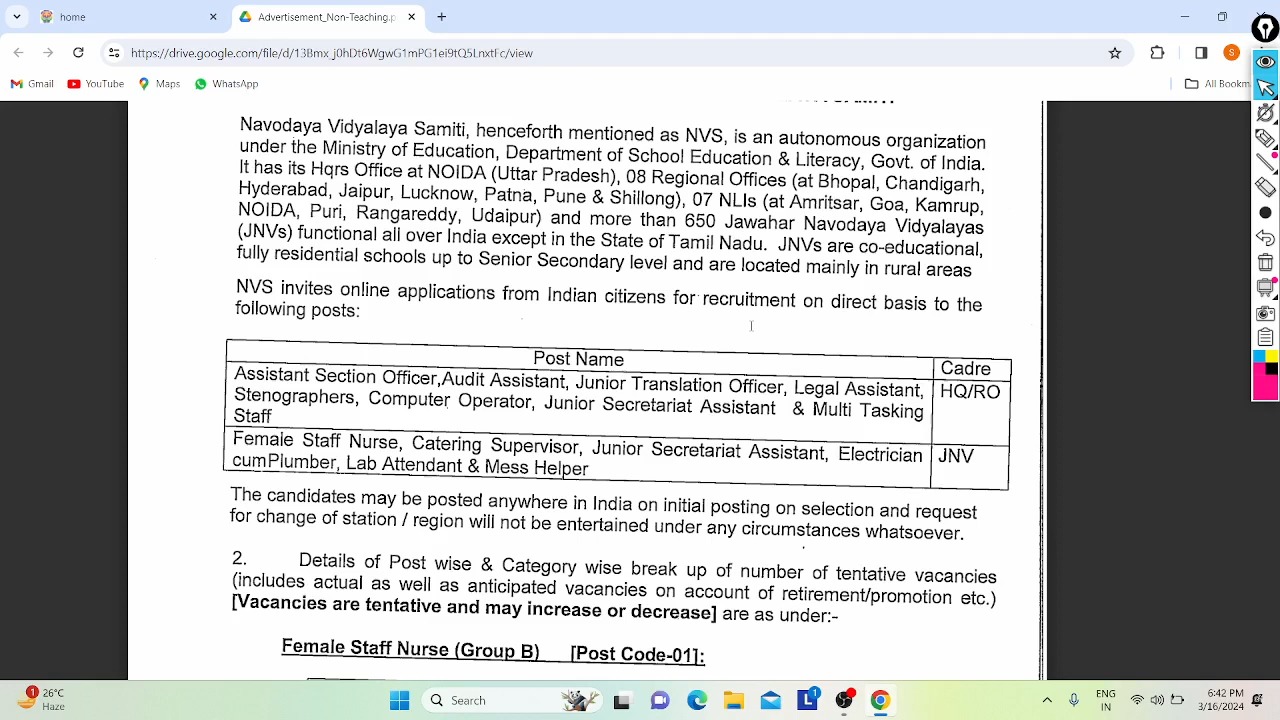 home
Advertisement_Non-Teaching.p
Gmail
YouTube
Maps
WhatsApp
All Bookm
Navodaya Vidyalaya Samiti, henceforth mentioned as NVS, is an autonomous organization
under the Ministry of Education, Department of School Education & Literacy, Govt. of India.
It has its Hqrs Office at NOIDA (Uttar Pradesh), 08 Regional Offices (at Bhopal, Chandigarh,
Hyderabad, Jaipur, Lucknow, Patna, Pune & Shillong), 07 NLIs (at Amritsar, Goa, Kamrup,
NOIDA, Puri, Rangareddy, Udaipur) and more than 650 Jawahar Navodaya Vidyalayas
(JNVs) functional all over India except in the State of Tamil Nadu. JNVs are co-educational,
fully residential schools up to Senior Secondary level and are located mainly in rural areas
NVS invites online applications from Indian citizens for recruitment on direct basis to the
following posts:
Post Name
Cadre
Assistant Section Officer,Audit Assistant, Junior Translation Officer, Legal Assistant,
HQ/RO
Stenographers, Computer Operator, Junior Secretariat Assistant & Multi Tasking
Staff
Female Staff Nurse, Catering Supervisor, Junior Secretariat Assistant, Electrician
JNV
cumPlumber, Lab Attendant & Mess Helper
The candidates may be posted anywhere in India on initial posting on selection and request
for change of station / region will not be entertained under any circumstances whatsoever.
2. Details of Post wise & Category wise break up of number of tentative vacancies
(includes actual as well as anticipated vacancies on account of retirement/promotion etc.)
[Vacancies are tentative and may increase or decrease] are as under:-
Female Staff Nurse (Group B) [Post Code-01]:
1
26°C
Haze
Search
L
1
ENG
IN
6:42 PM
3/16/2024
S